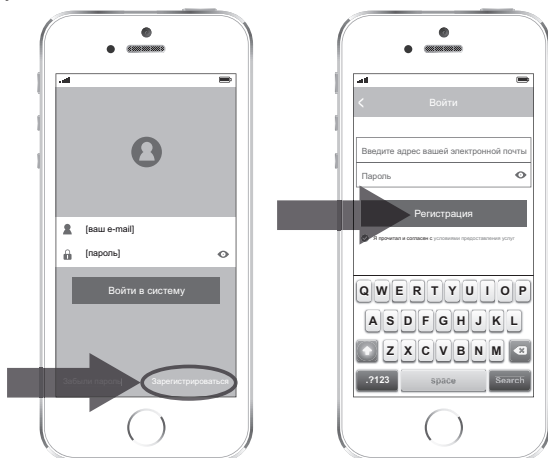 [ваш e-mail]
[пароль]
Войти в систему
Забыли пароль
Зарегистрироваться
Войти
Введите адрес вашей электронной почты
Пароль
Регистрация
Я прочитал и согласен с условиями предоставления услуг
Q W E R T Y U I O P
A S D F G H J K L
Z X C V B N M
.?123 space Search